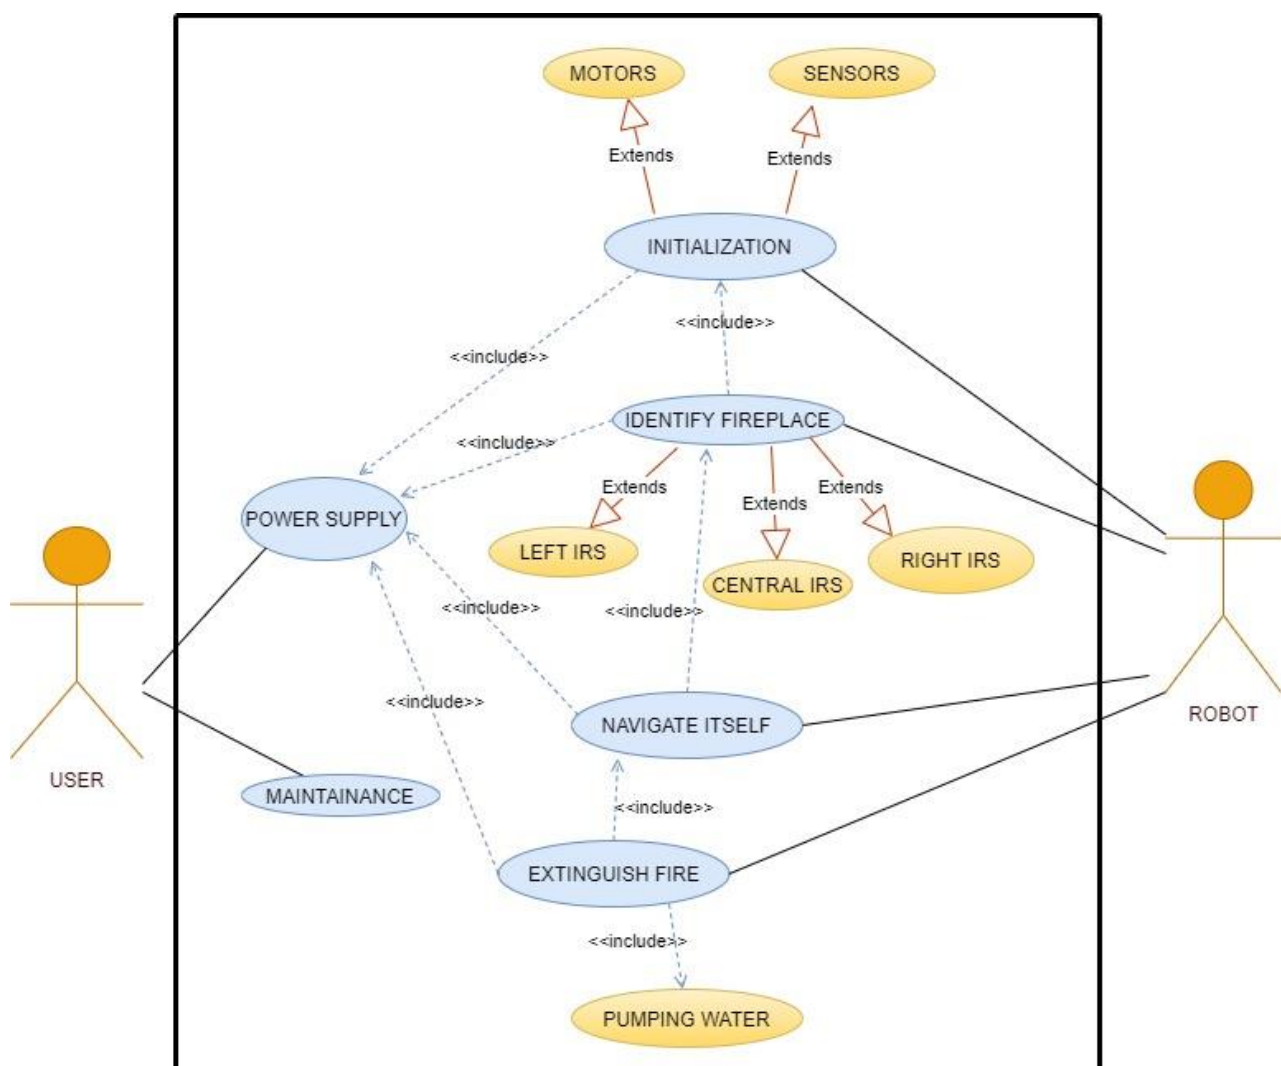 MOTORS
SENSORS
Extends
Extends
INITIALIZATION
<<include>>
<<include>>
IDENTIFY FIREPLACE
<<include>>
Extends
Extends
Extends
POWER SUPPLY
LEFT IRS
CENTRAL IRS
RIGHT IRS
<<include>>
<<include>>
<<include>>
NAVIGATE ITSELF
ROBOT
USER
MAINTAINANCE
<<include>>
EXTINGUISH FIRE
<<include>>
PUMPING WATER